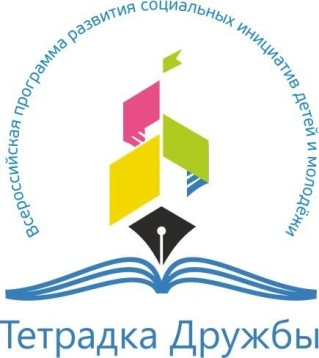 Всероссийская программа развития социальных инициатив детей и молодёжи
Тетрадка Дружбы